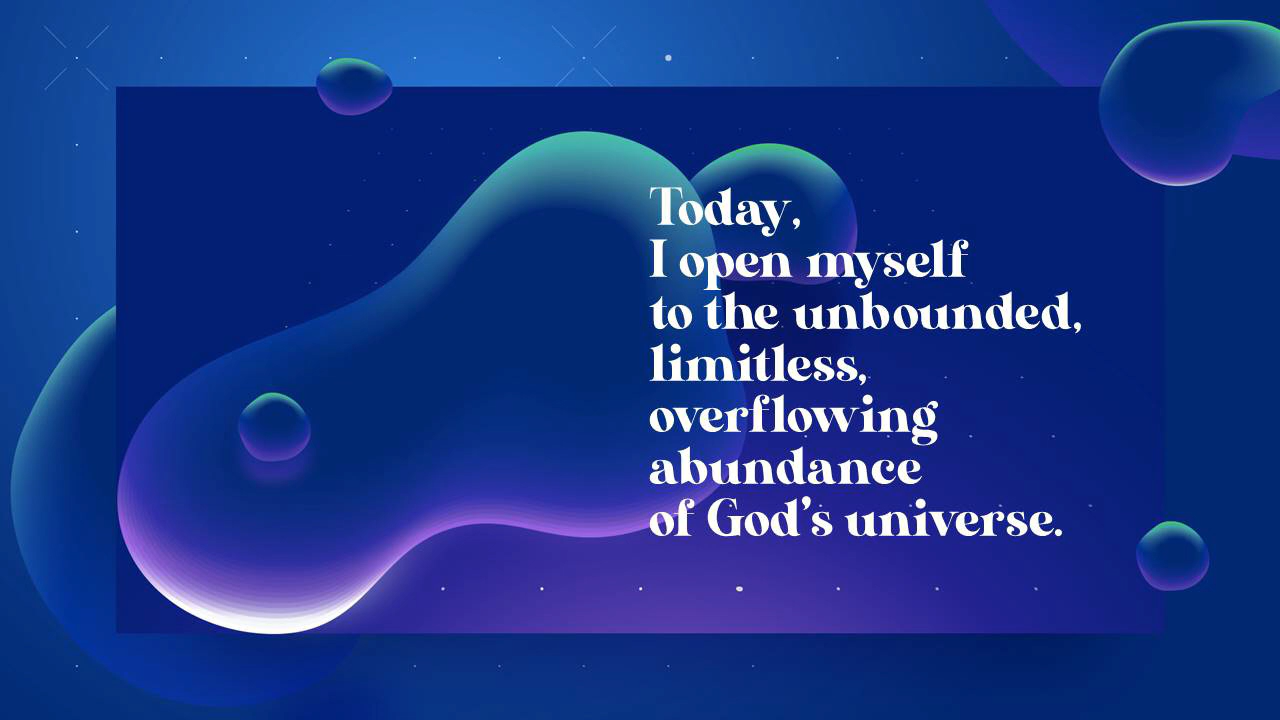 Today,
I open myself
to the unbounded,
limitless,
overflowing
abundance
of God's universe.